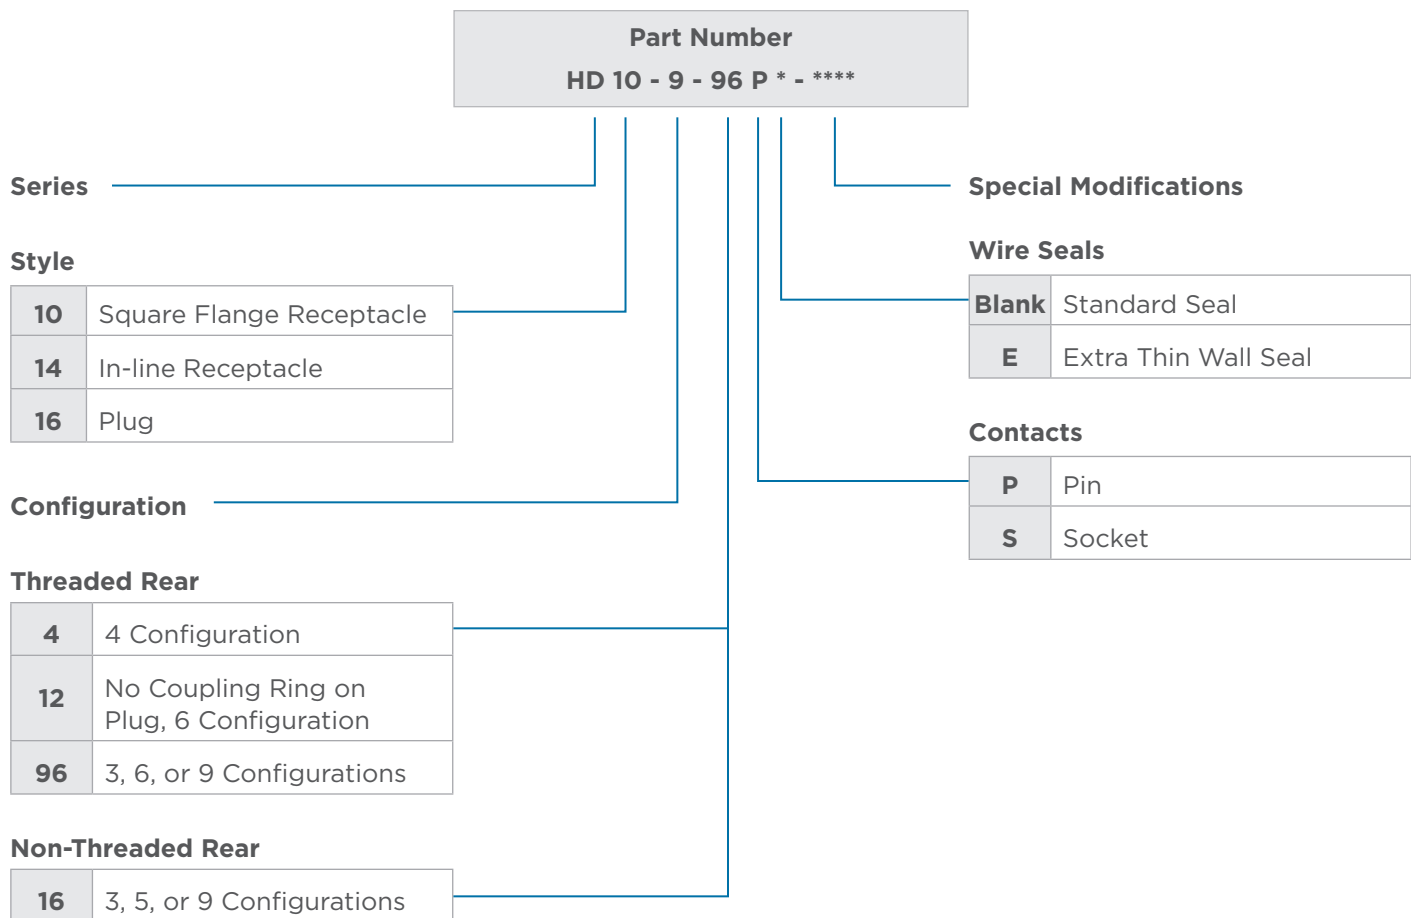 Part Number
HD 10 - 9 - 96 P * - ****
Series
Style
10 Square Flange Receptacle
14 In-line Receptacle
16 Plug
Configuration
Threaded Rear
4 4 Configuration
12 No Coupling Ring on
Plug, 6 Configuration
96 3, 6, or 9 Configurations
Non-Threaded Rear
16 3, 5, or 9 Configurations
Special Modifications
Wire Seals
Blank Standard Seal
E Extra Thin Wall Seal
Contacts
P Pin
S Socket